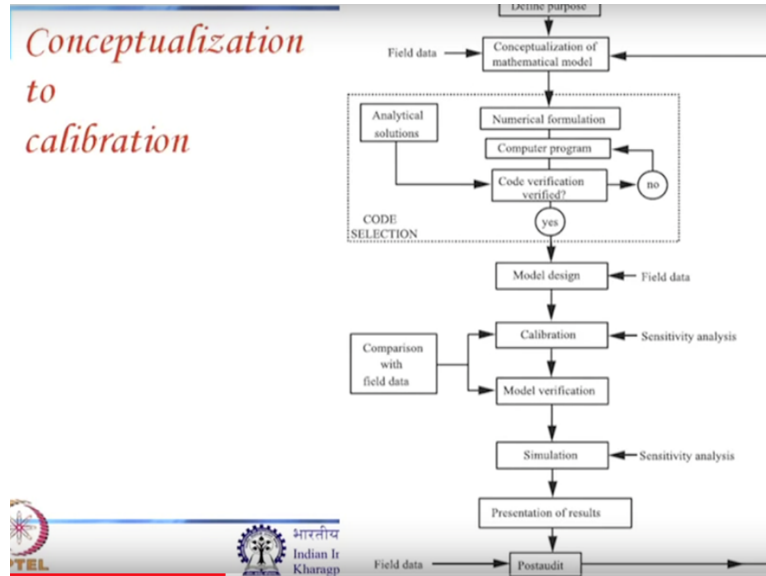 Conceptualization
to
calibration
Define purpose
Field data
Conceptualization of
mathematical model
Analytical
solutions
Numerical formulation
Computer program
Code verification
verified?
no
yes
CODE
SELECTION
Model design
Field data
Calibration
Sensitivity analysis
Comparison
with
field data
Model verification
Simulation
Sensitivity analysis
Presentation of results
Field data
Postaudit
PTEL
भारतीय
Indian In
Kharagp